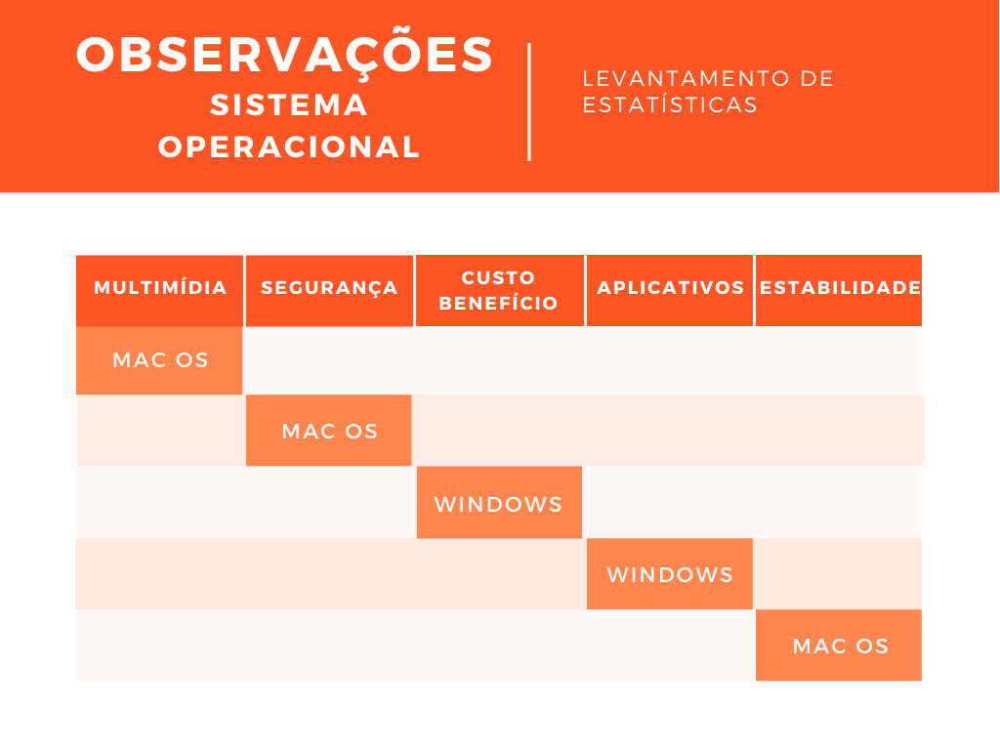 OBSERVAÇÕES
SISTEMA
OPERACIONAL
LEVANTAMENTO DE
ESTATÍSTICAS
MULTIMÍDIA
SEGURANÇA
CUSTO
BENEFÍCIO
APLICATIVOS
ESTABILIDADE
MAC OS
MAC OS
WINDOWS
WINDOWS
MAC OS